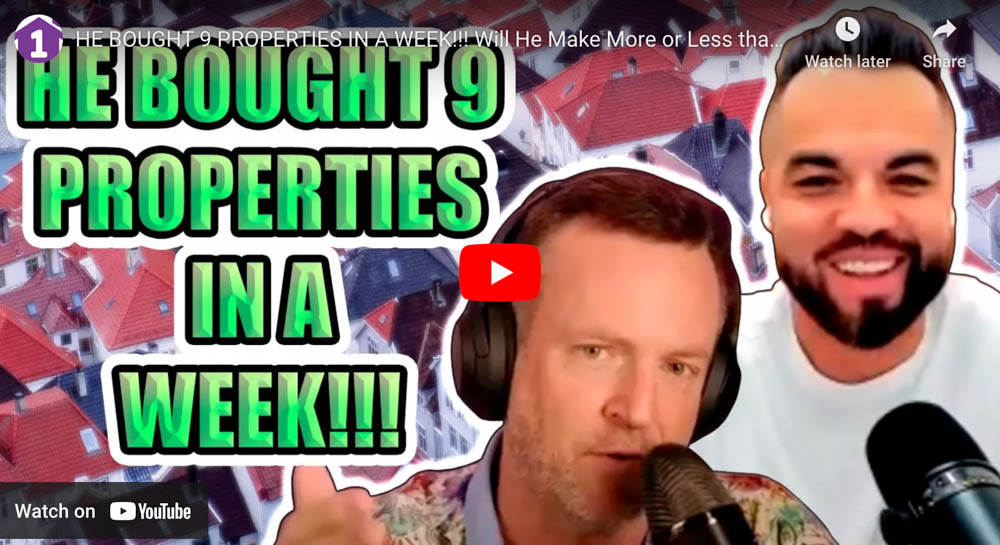 1
HE BOUGHT 9 PROPERTIES IN A WEEK!!! Will He Make More or Less tha...
Watch later
Share
HE BOUGHT 9
PROPERTIES
IN A
WEEK!!!
Watch on YouTube